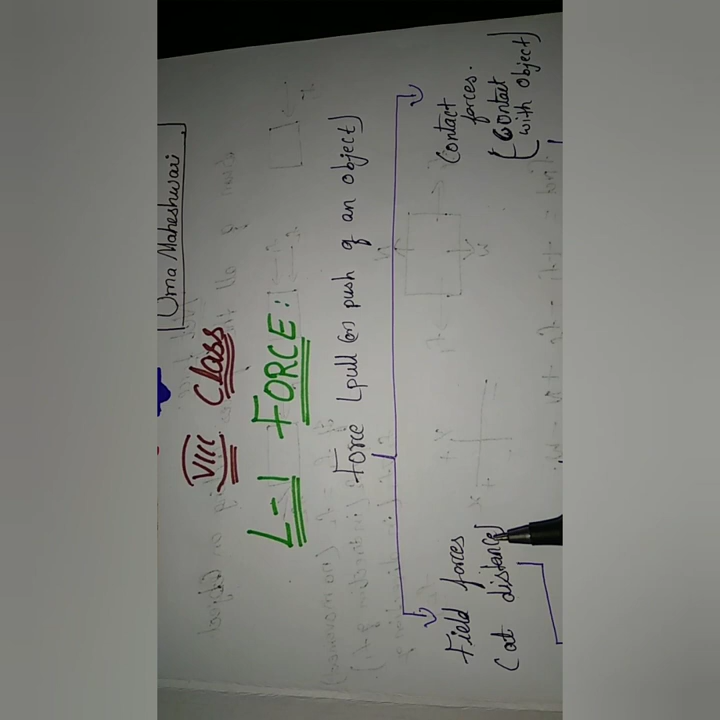 Uma Maheshwari
VIII Class
L-1 FORCE:
Force [pull (or) push of an object]
Field forces
(at distance)
Contact
forces.
[Contact
with object]